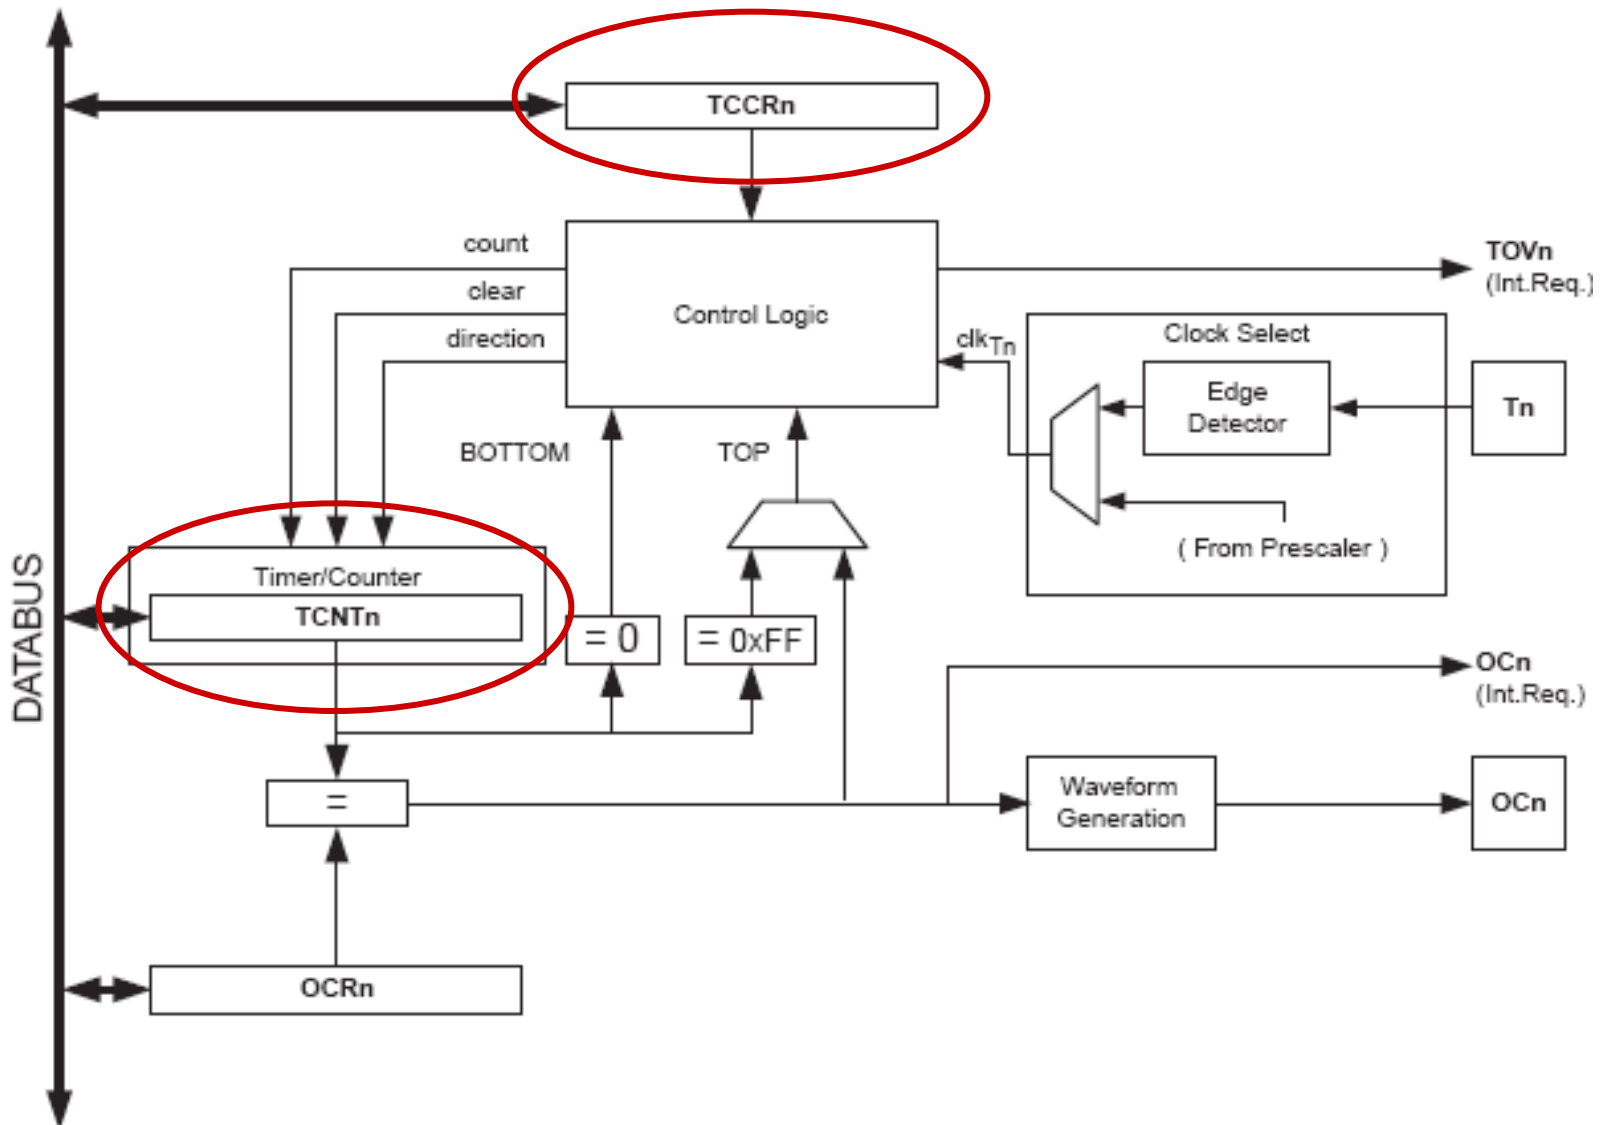 TCCRn
count
clear
direction
Control Logic
TOVn
(Int.Req.)
clkTn
Clock Select
Edge
Detector
Tn
( From Prescaler )
BOTTOM
TOP
DATABUS
Timer/Counter
TCNTn
= 0
= 0xFF
OCn
(Int.Req.)
=
Waveform
Generation
OCn
OCRn